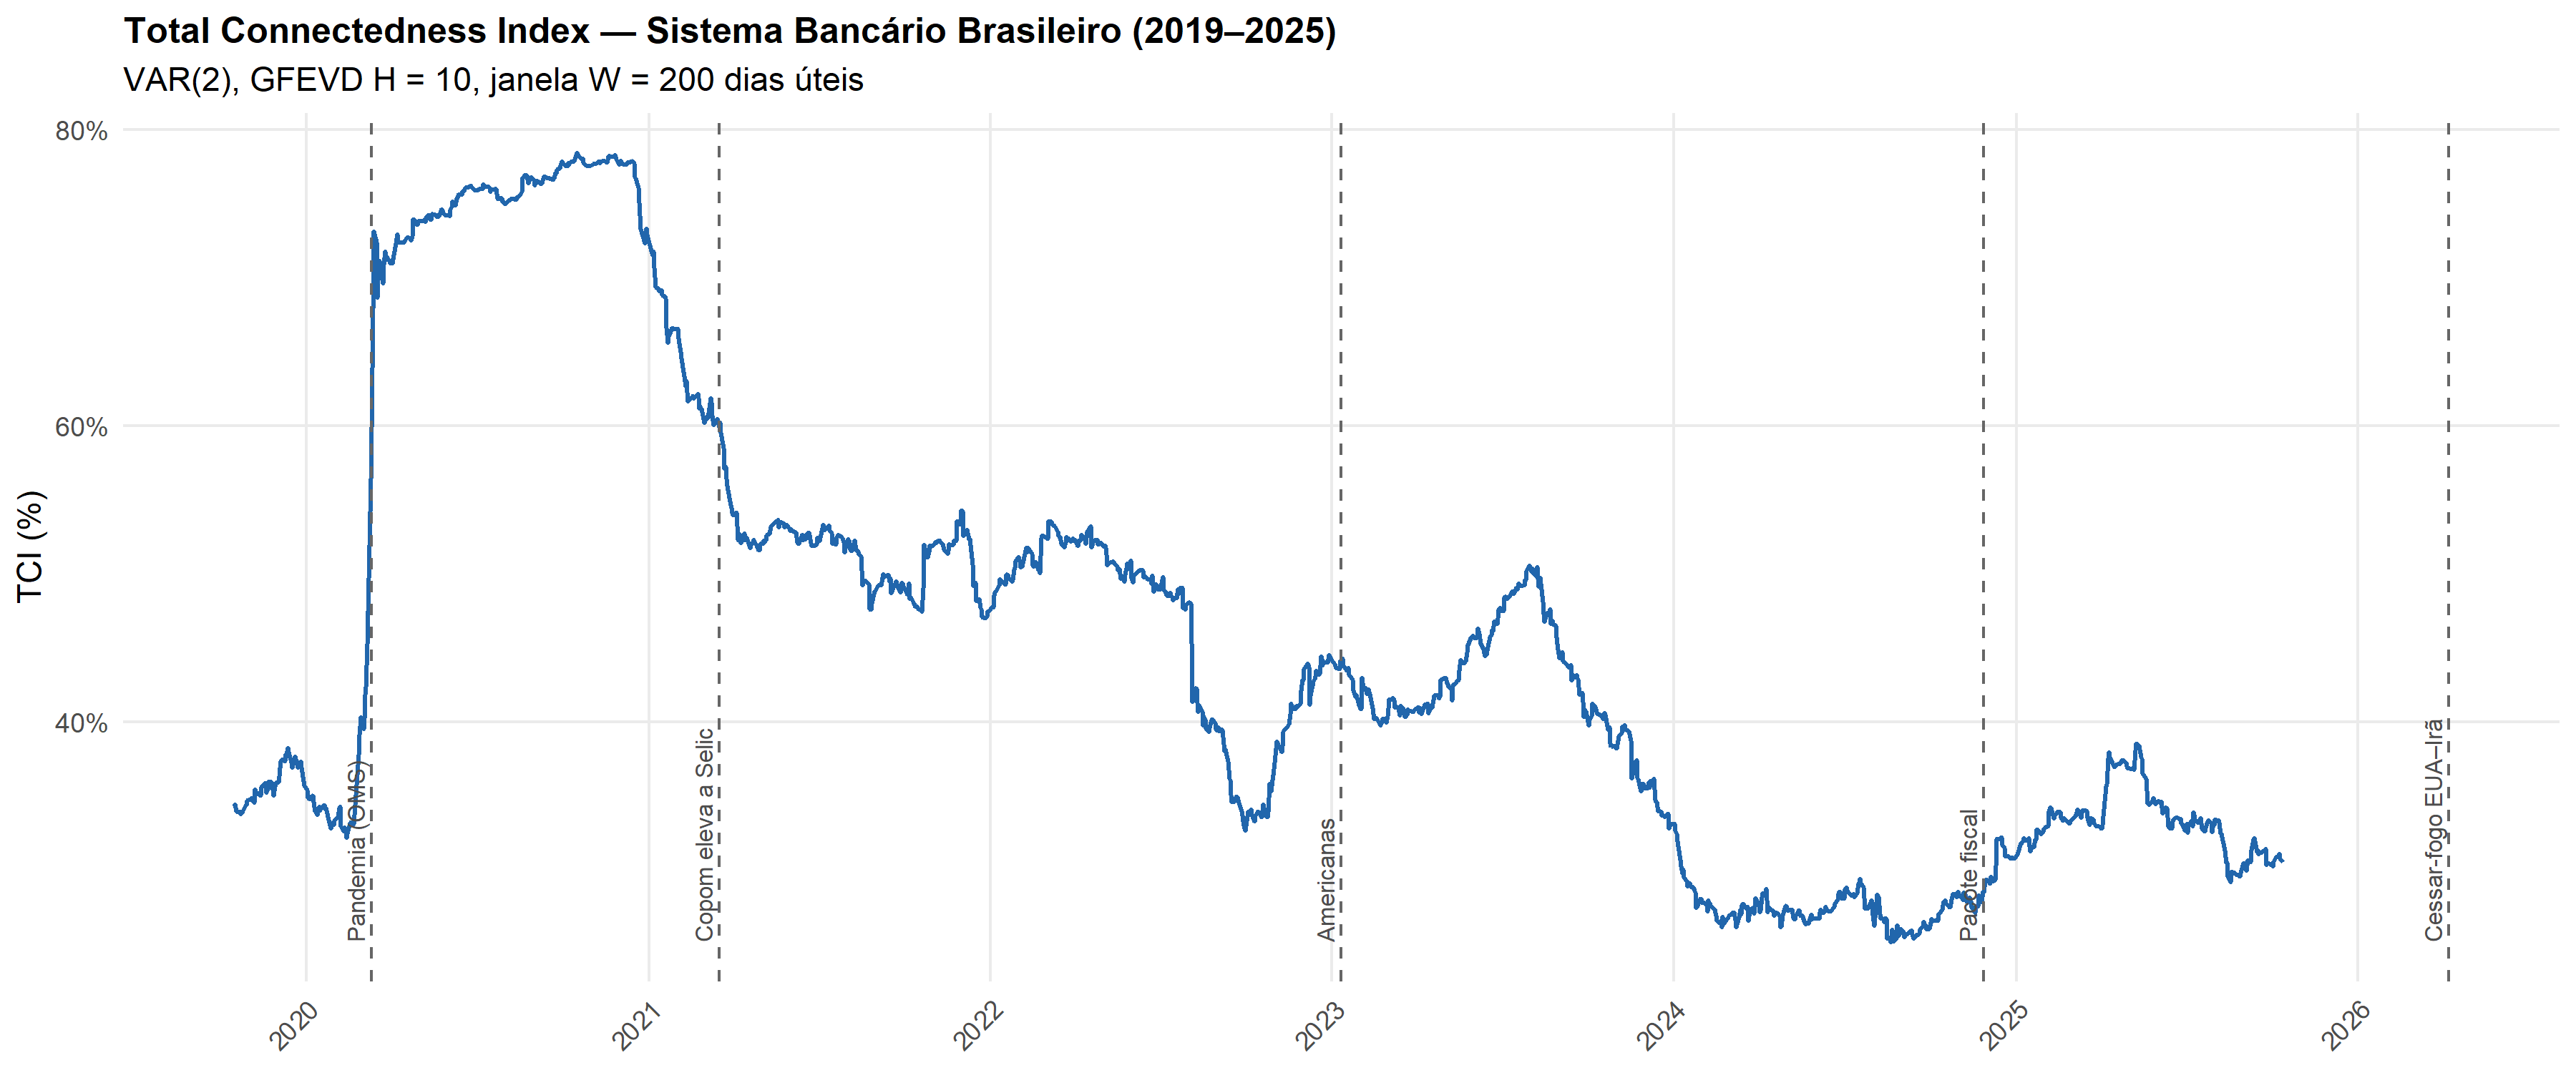 Total Connectedness Index — Sistema Bancário Brasileiro (2019–2025)
VAR(2), GFEVD H = 10, janela W = 200 dias úteis
TCI (%)
80%
60%
40%
Pandemia (OMS)
Copom eleva a Selic
Americanas
Pacote fiscal
Cessar-fogo EUA–Irã
2020
2021
2022
2023
2024
2025
2026